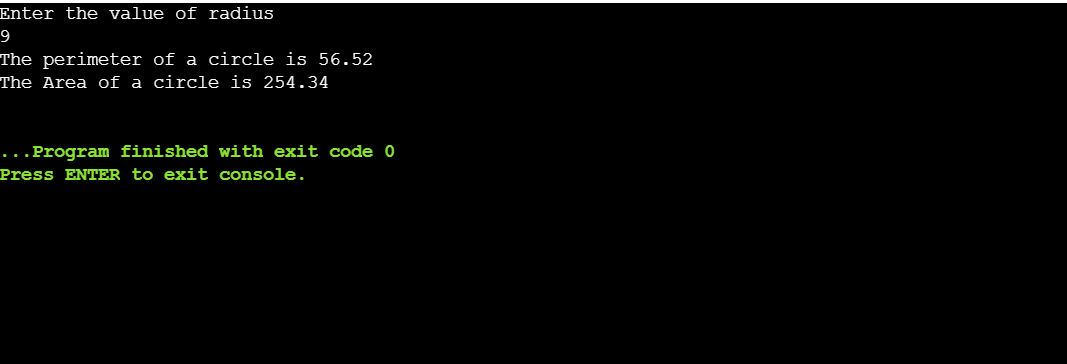 Enter the value of radius
9
The perimeter of a circle is 56.52
The Area of a circle is 254.34
...Program finished with exit code 0
Press ENTER to exit console.